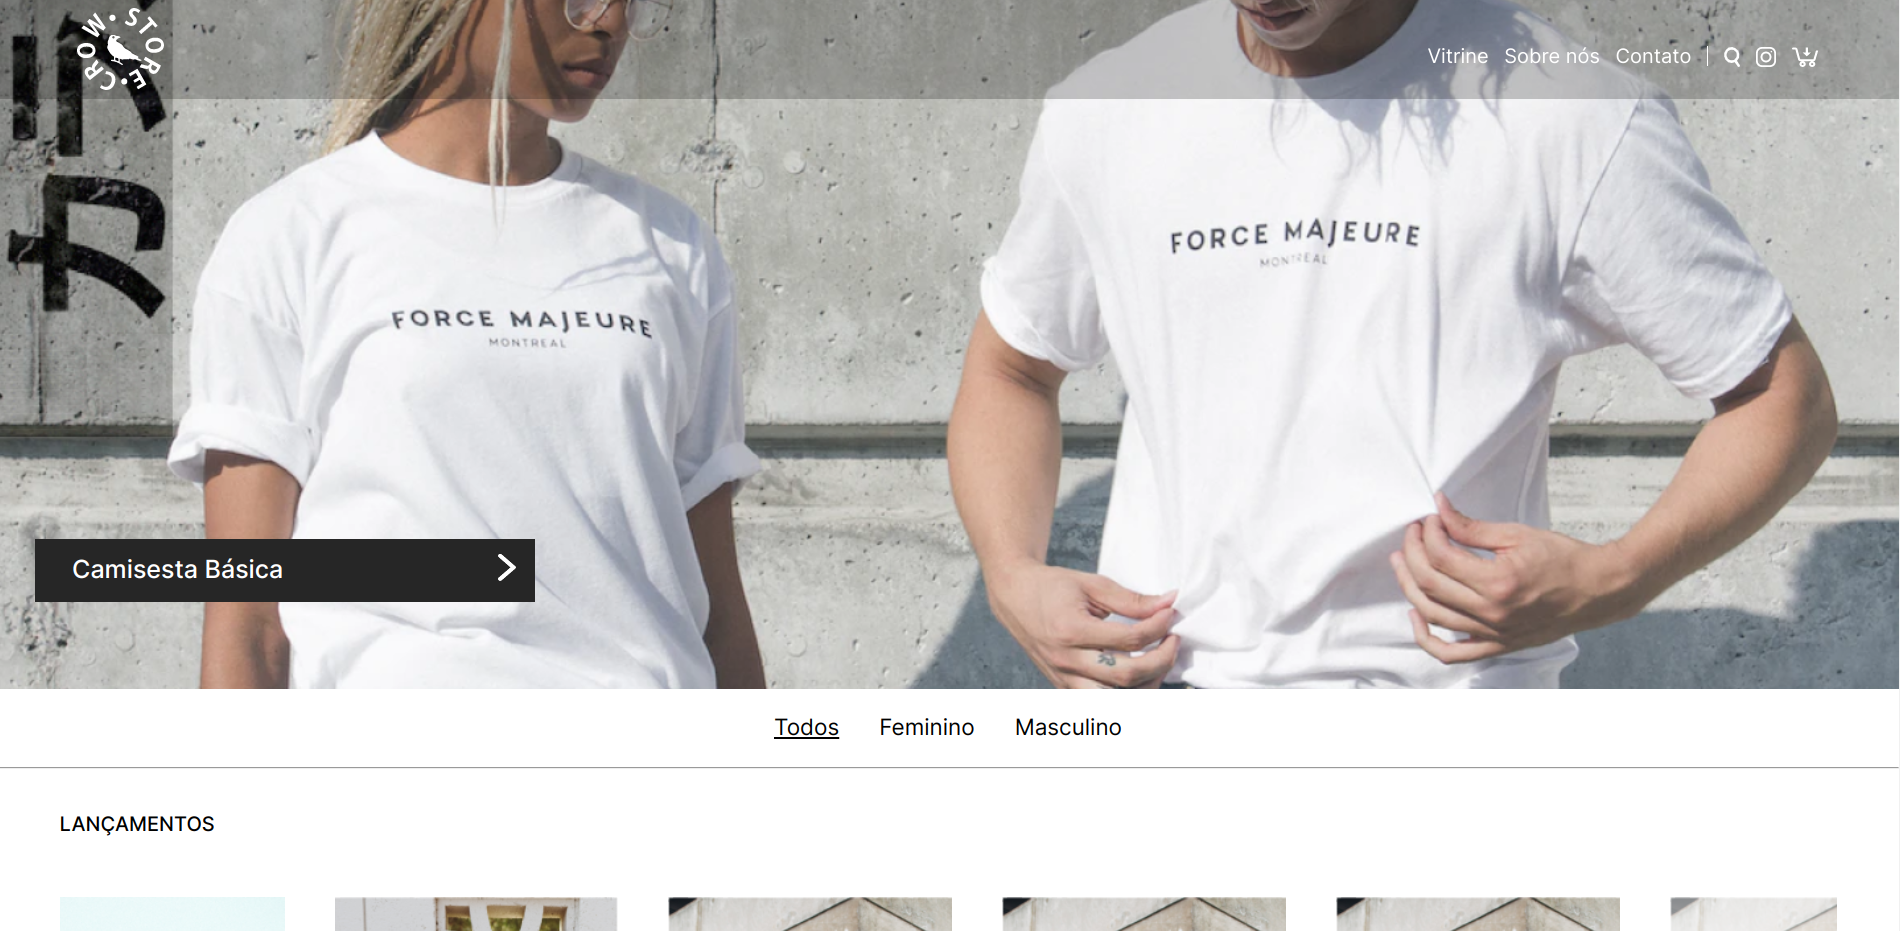 CROW.STORE.
Vitrine Sobre nós Contato
FORCE MAJEURE
MONTREAL
FORCE MAJEURE
MONTREAL
Camisesta Básica
Todos Feminino Masculino
LANÇAMENTOS